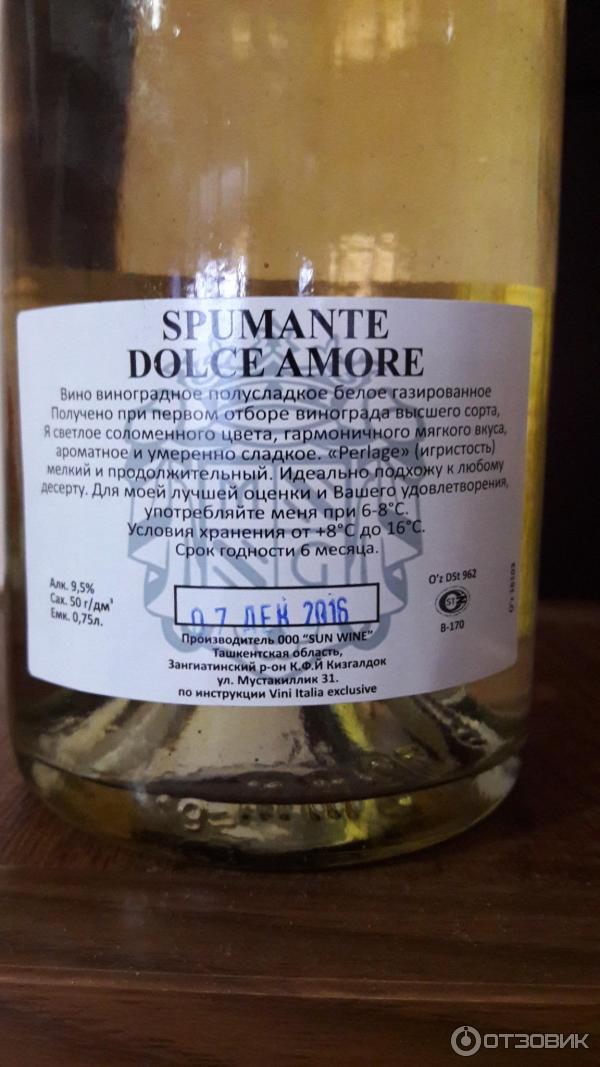 SPUMANTE
DOLCE AMORE
Вино виноградное полусладкое белое газированное
Получено при первом отборе винограда высшего сорта,
Я светлое соломенного цвета, гармоничного мягкого вкуса,
ароматное и умеренно сладкое. «Perlage» (игристость)
мелкий и продолжительный. Идеально подхожу к любому
десерту. Для моей лучшей оценки и Вашего удовлетворения,
употребляйте меня при 6-8°С.
Условия хранения от +8°С до 16°С.
Срок годности 6 месяца.
Алк. 9,5%
Сах. 50 г/дм³
Емк. 0,75л.
07 ДЕК 2016
O'z DSt 962
ST
B-170
O'z 18103
Производитель ООО "SUN WINE"
Ташкентская область,
Зангиатинский р-он К.Ф.Й Кизгалдок
ул. Мустакиллик 31.
по инструкции Vini Italia exclusive
ОТЗОВИК